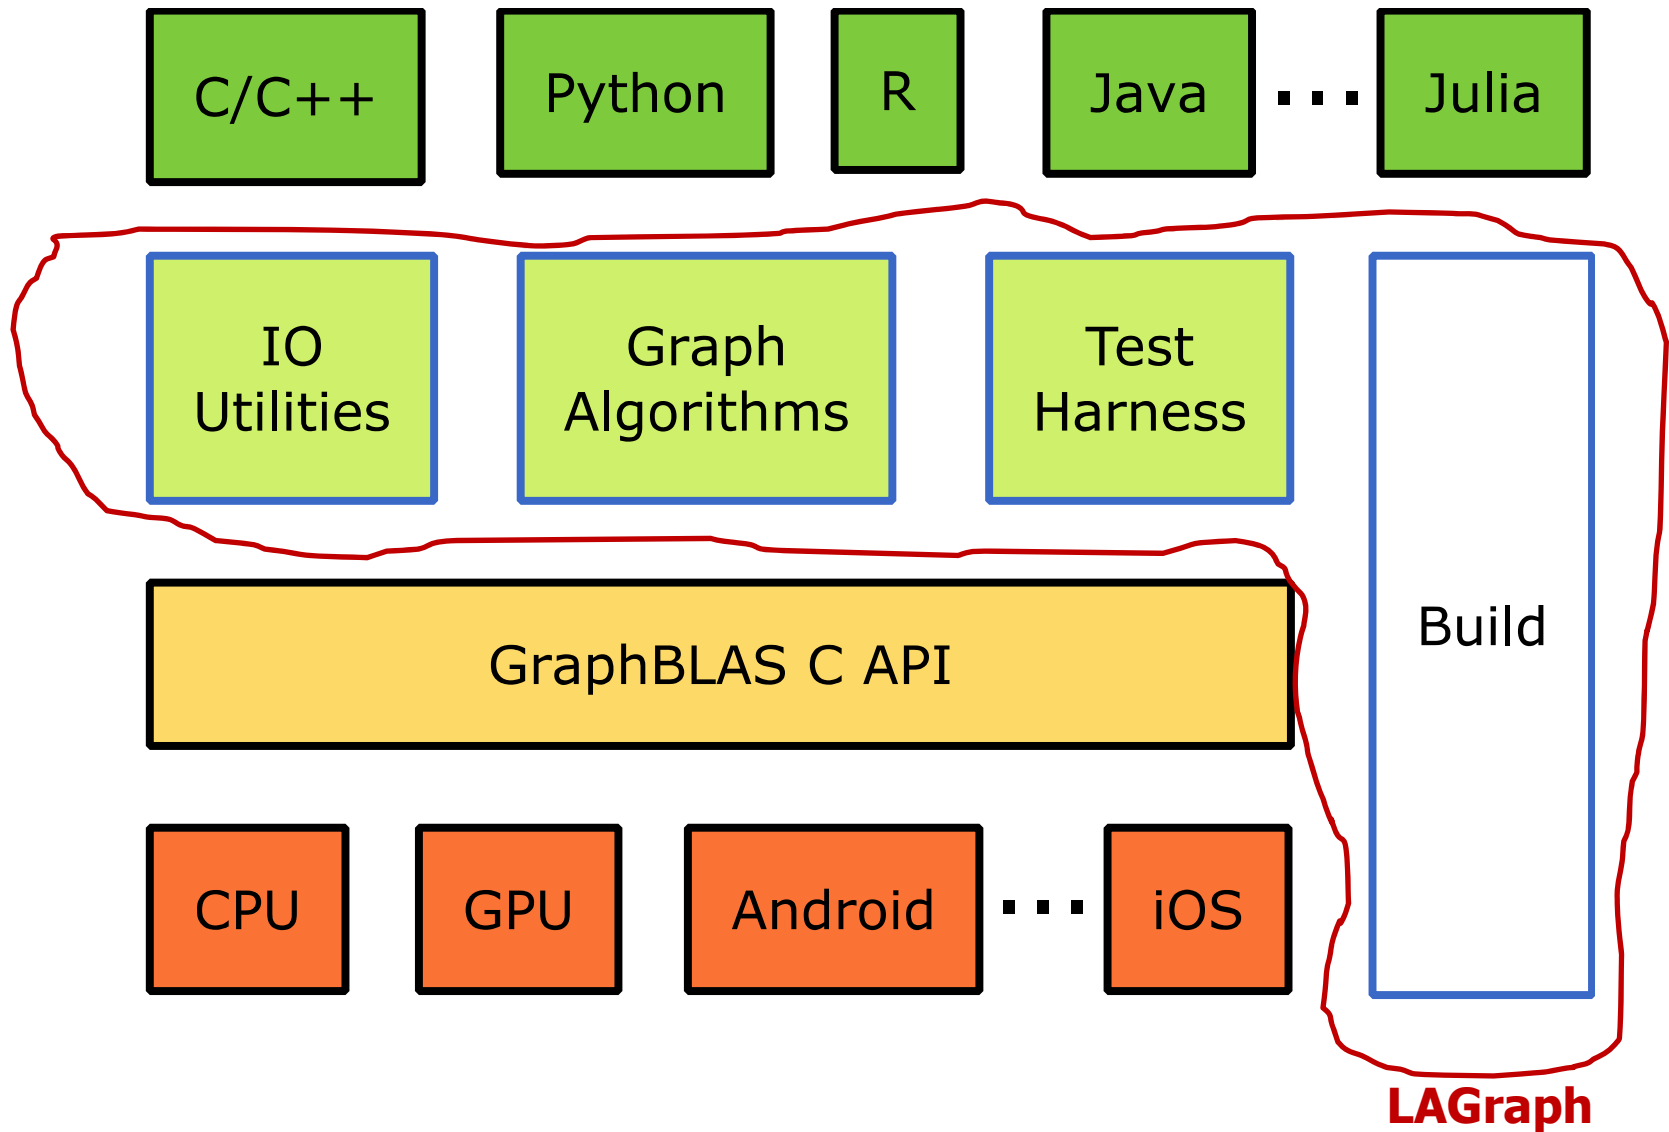 C/C++
Python
R
Java
Julia
IO
Utilities
Graph
Algorithms
Test
Harness
Build
GraphBLAS C API
CPU
GPU
Android
iOS
LAGraph